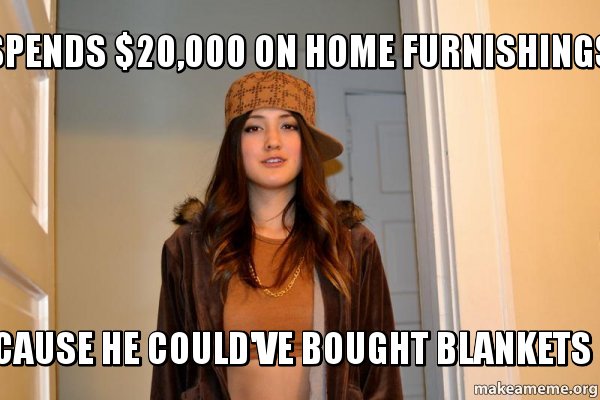 SPENDS $20,000 ON HOME FURNISHINGS
CAUSE HE COULD'VE BOUGHT BLANKETS
makeameme.org